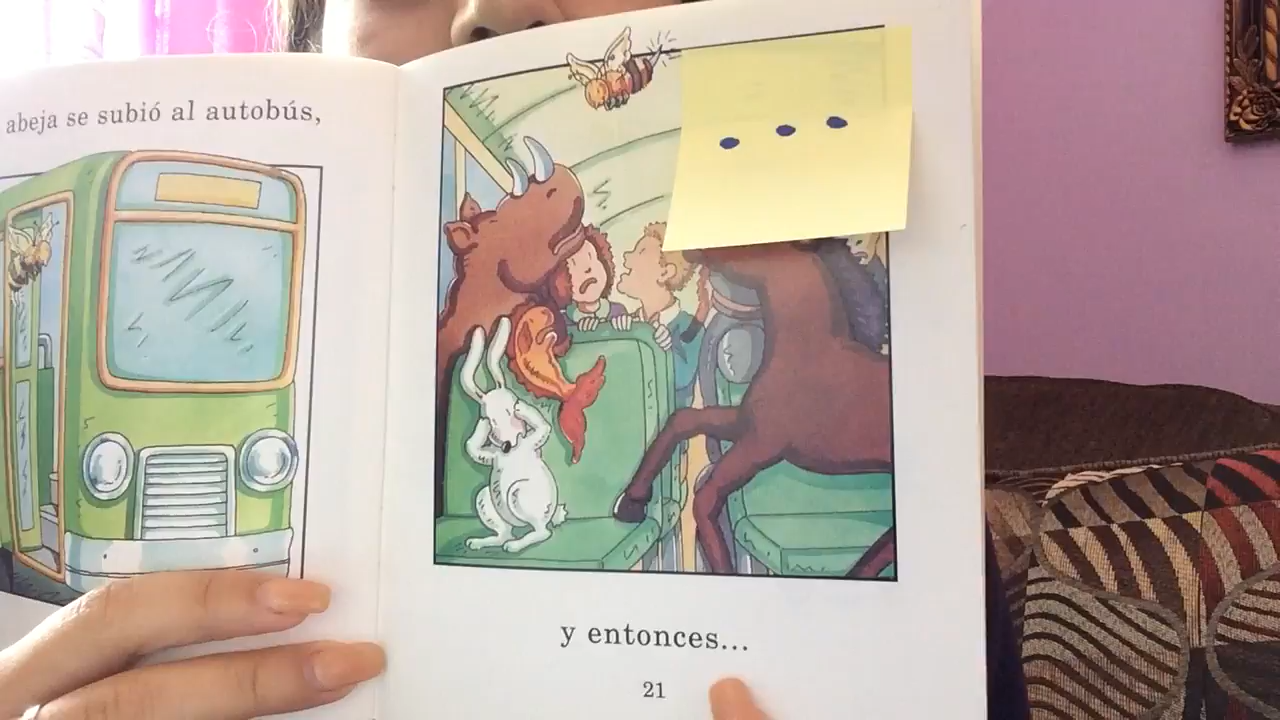 abeja se subió al autobús,
...
y entonces...
21